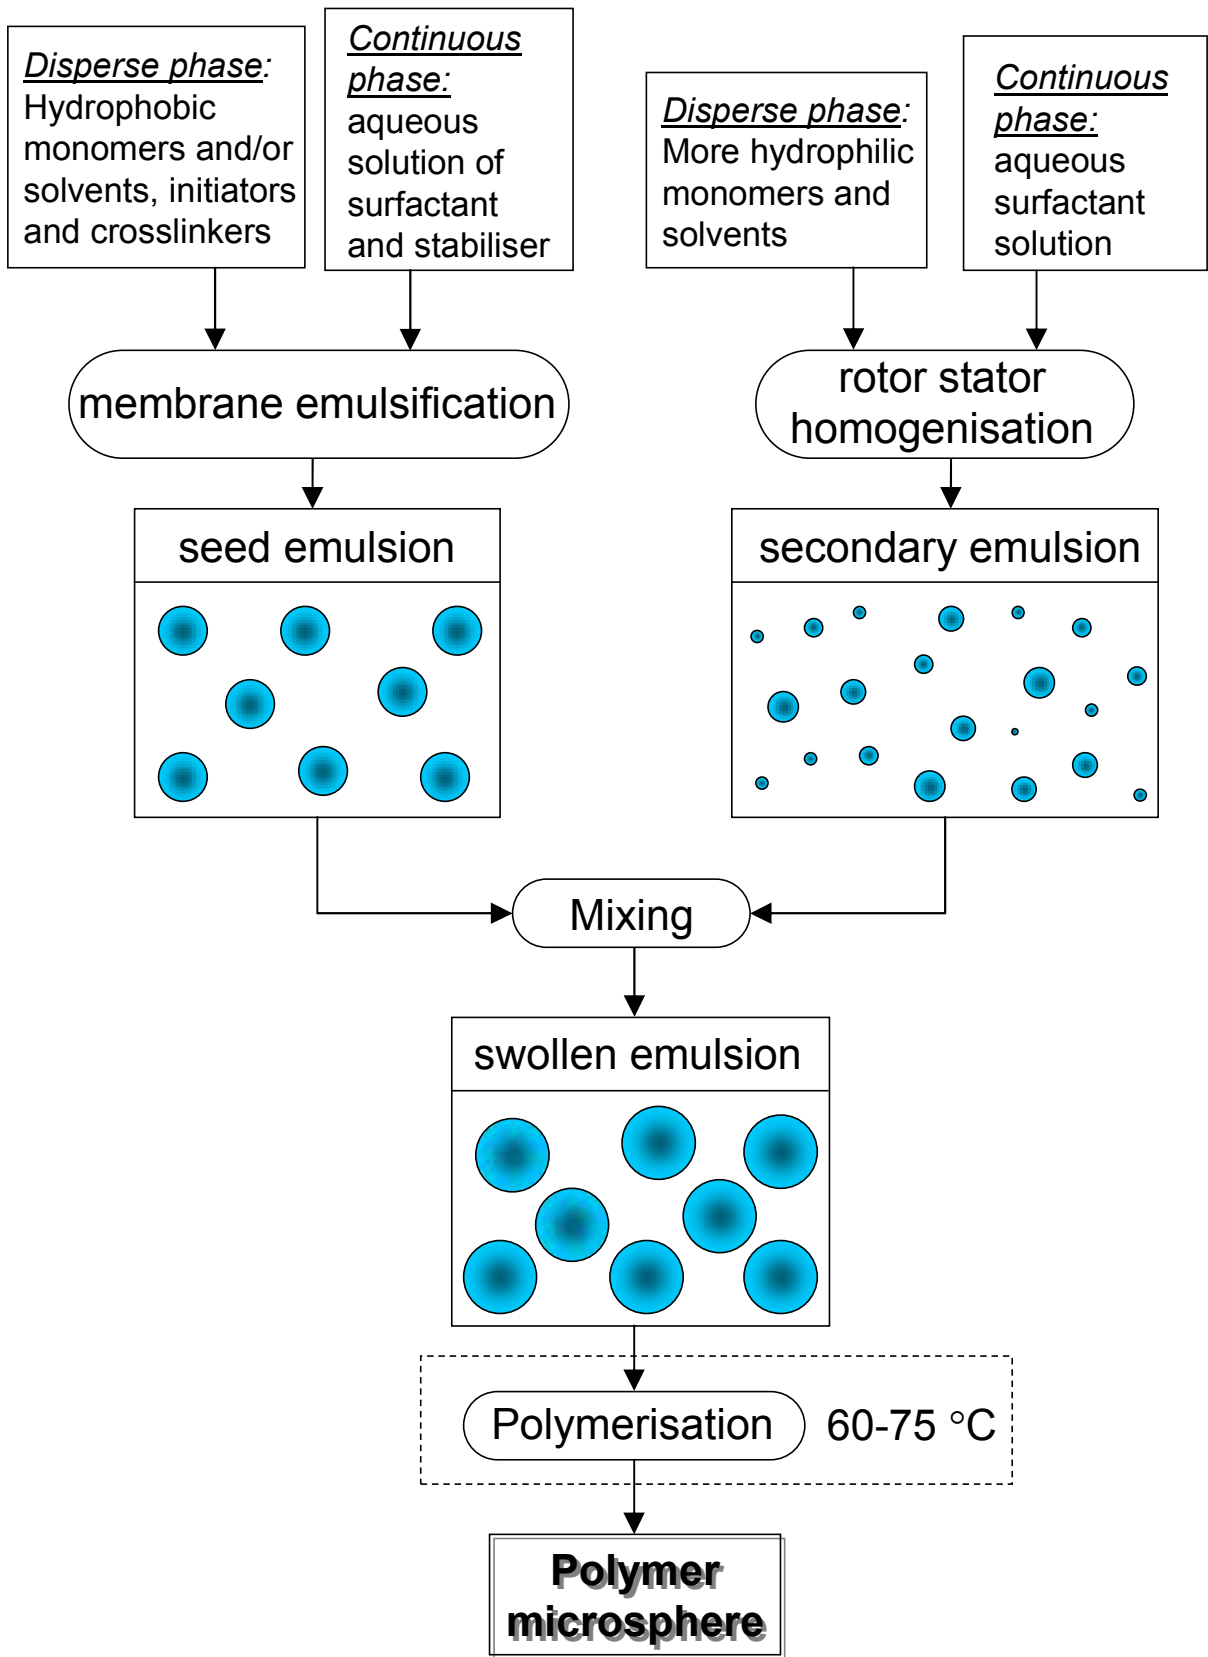 Disperse phase:
Hydrophobic
monomers and/or
solvents, initiators
and crosslinkers
Continuous
phase:
aqueous
solution of
surfactant
and stabiliser
Disperse phase:
More hydrophilic
monomers and
solvents
Continuous
phase:
aqueous
surfactant
solution
membrane emulsification
rotor stator
homogenisation
seed emulsion
secondary emulsion
Mixing
swollen emulsion
Polymerisation
60-75 °C
Polymer
microsphere